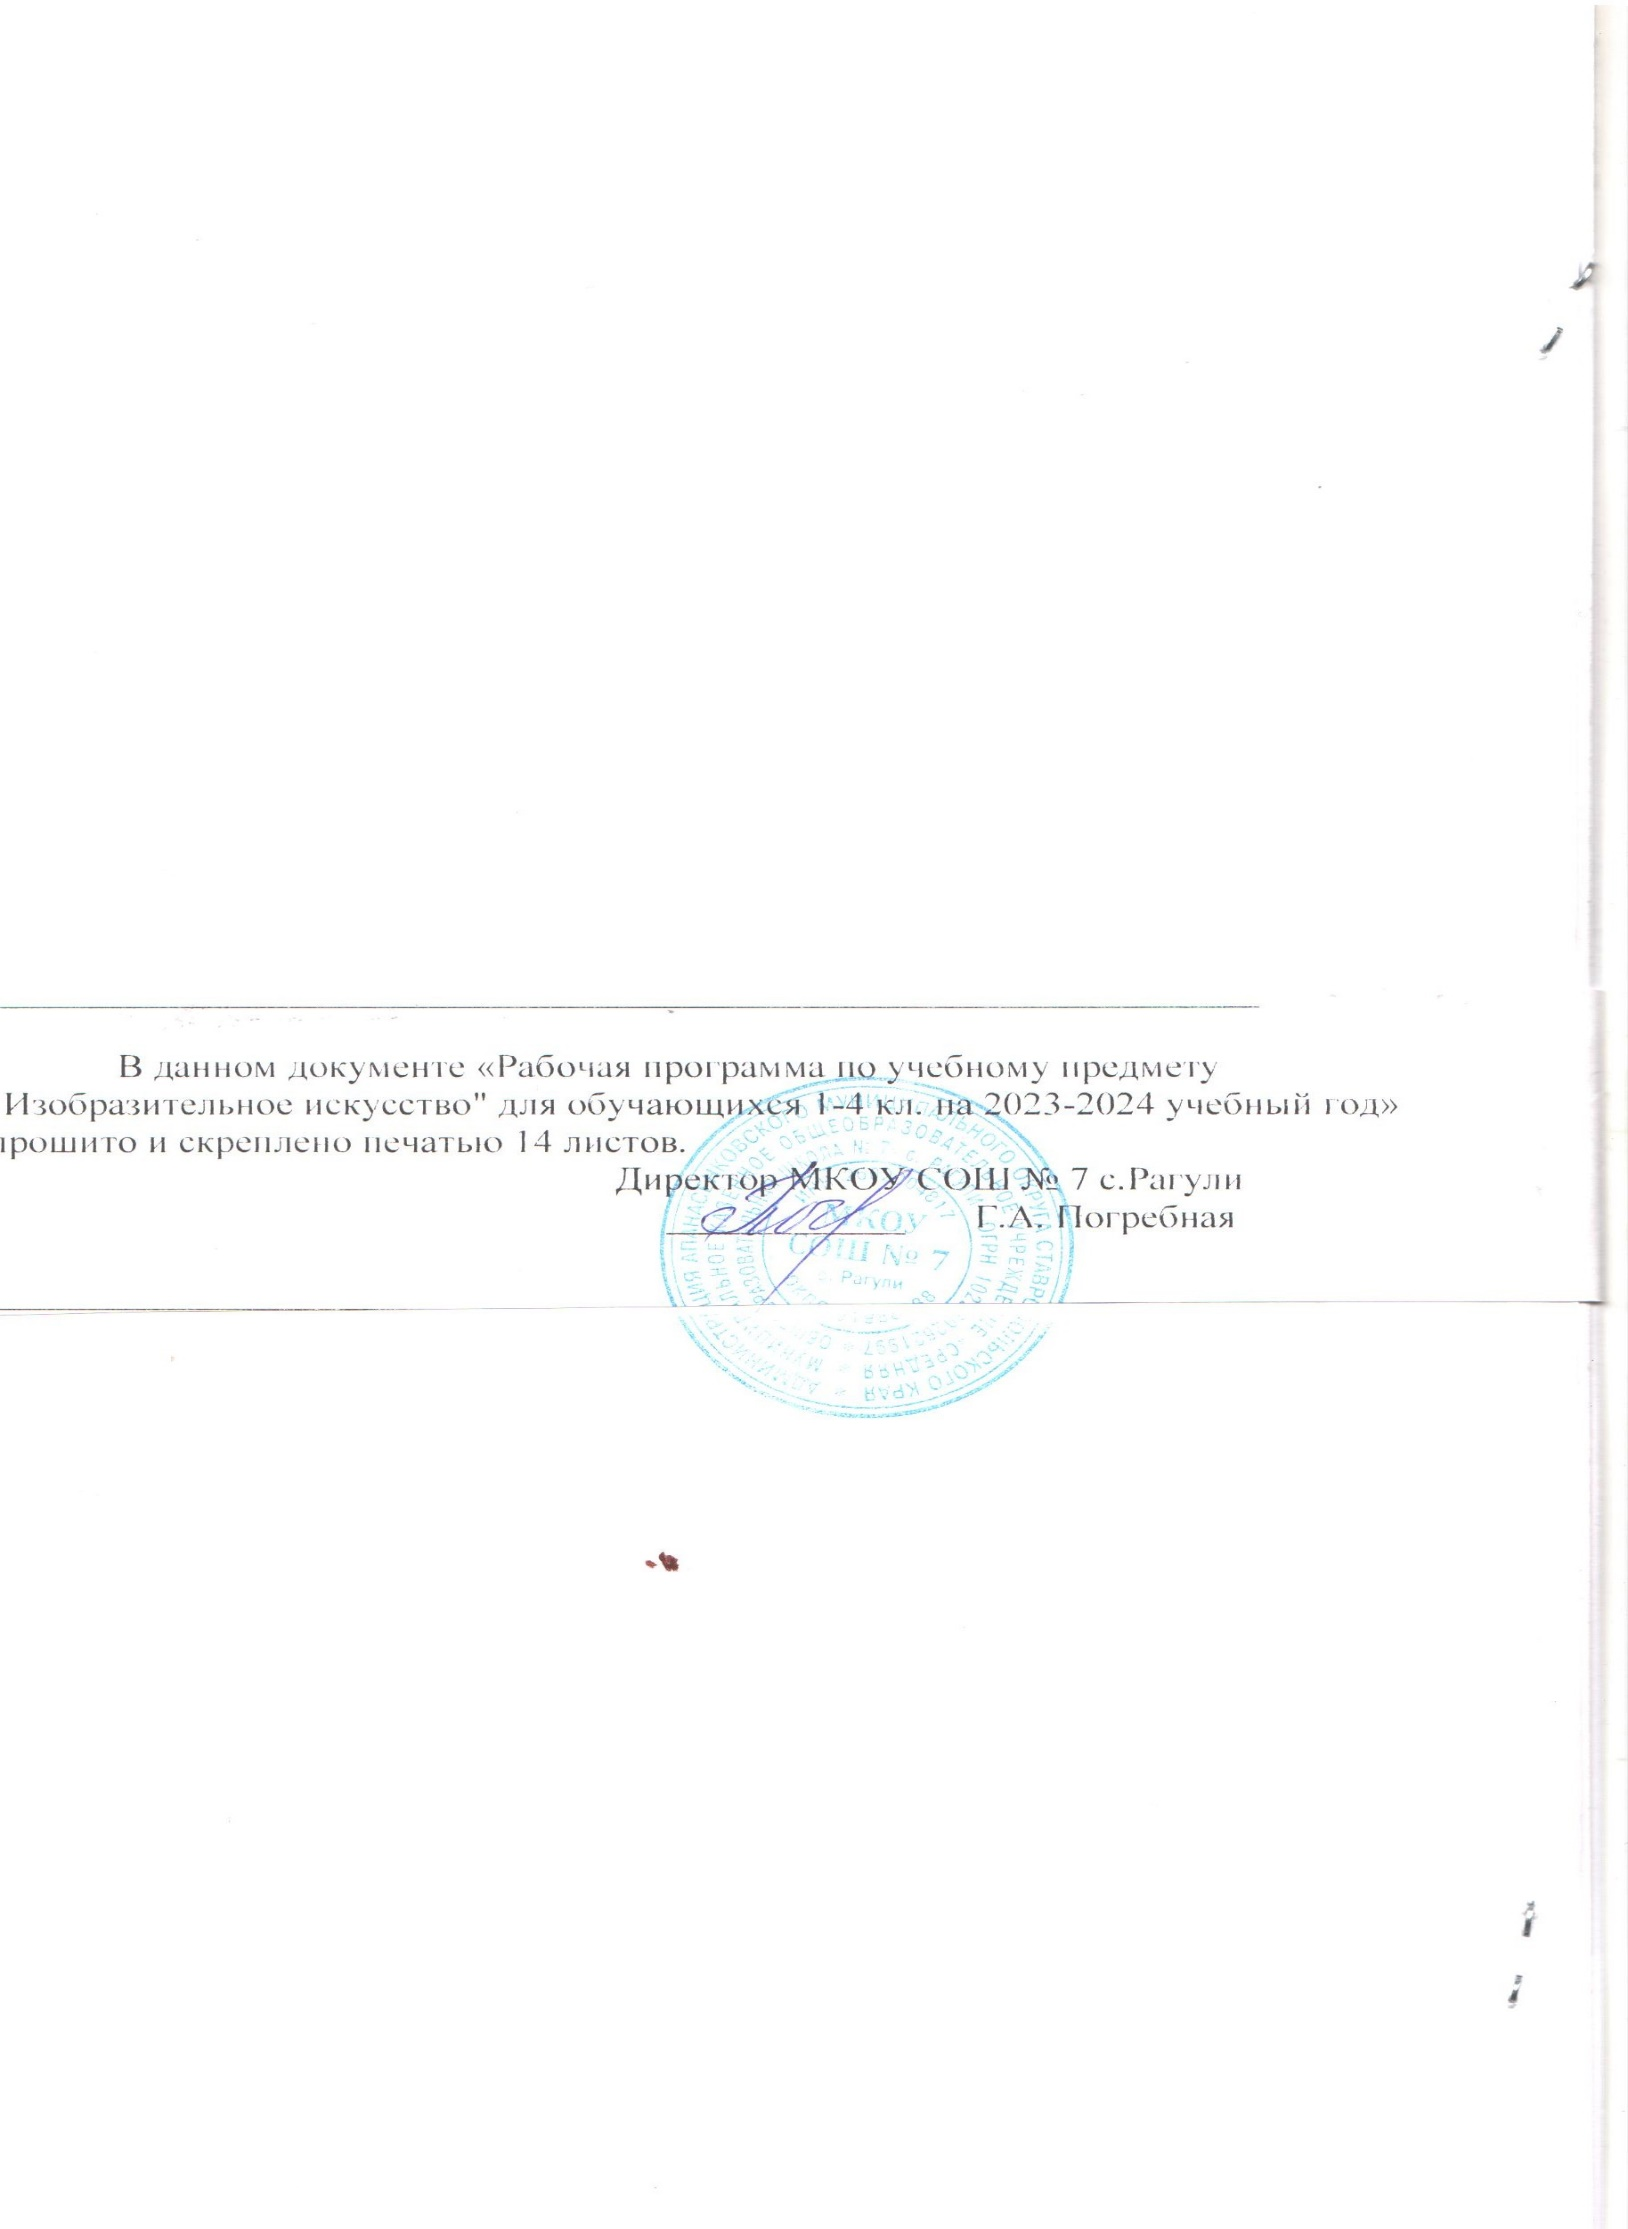 В данном документе «Рабочая программа по учебному предмету
Изобразительное искусство" для обучающихся 1-4 кл. на 2023-2024 учебный год»
прошито и скреплено печатью 14 листов.
Директор МКОУ СОШ № 7 с.Рагули
Г.А. Погребная
МКОУ
СОШ № 7
Рагули